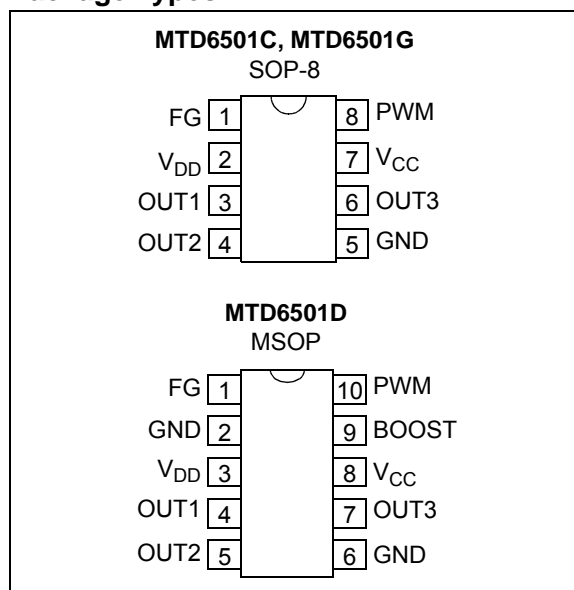 MTD6501C, MTD6501G
SOP-8
FG 1 8 PWM
VDD 2 7 VCC
OUT1 3 6 OUT3
OUT2 4 5 GND
MTD6501D
MSOP
FG 1 10 PWM
GND 2 9 BOOST
VDD 3 8 VCC
OUT1 4 7 OUT3
OUT2 5 6 GND